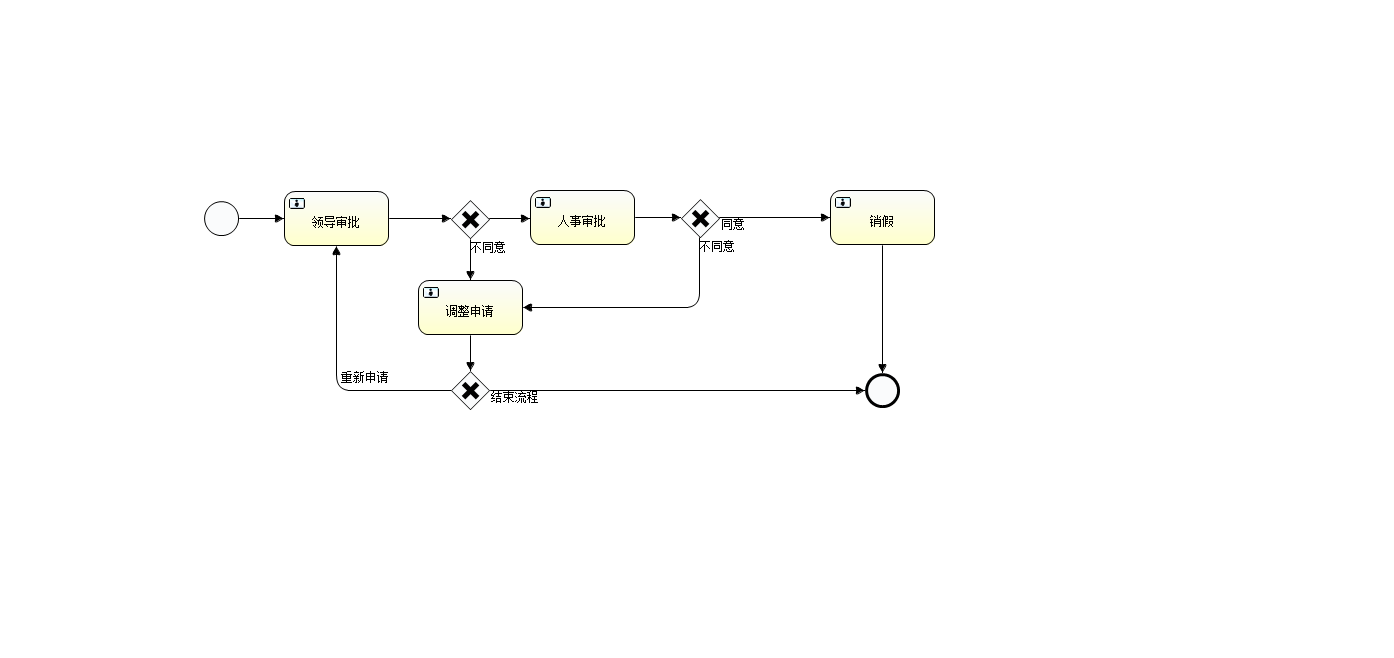 领导审批
人事审批
销假
同意
不同意
不同意
调整申请
重新申请
结束流程